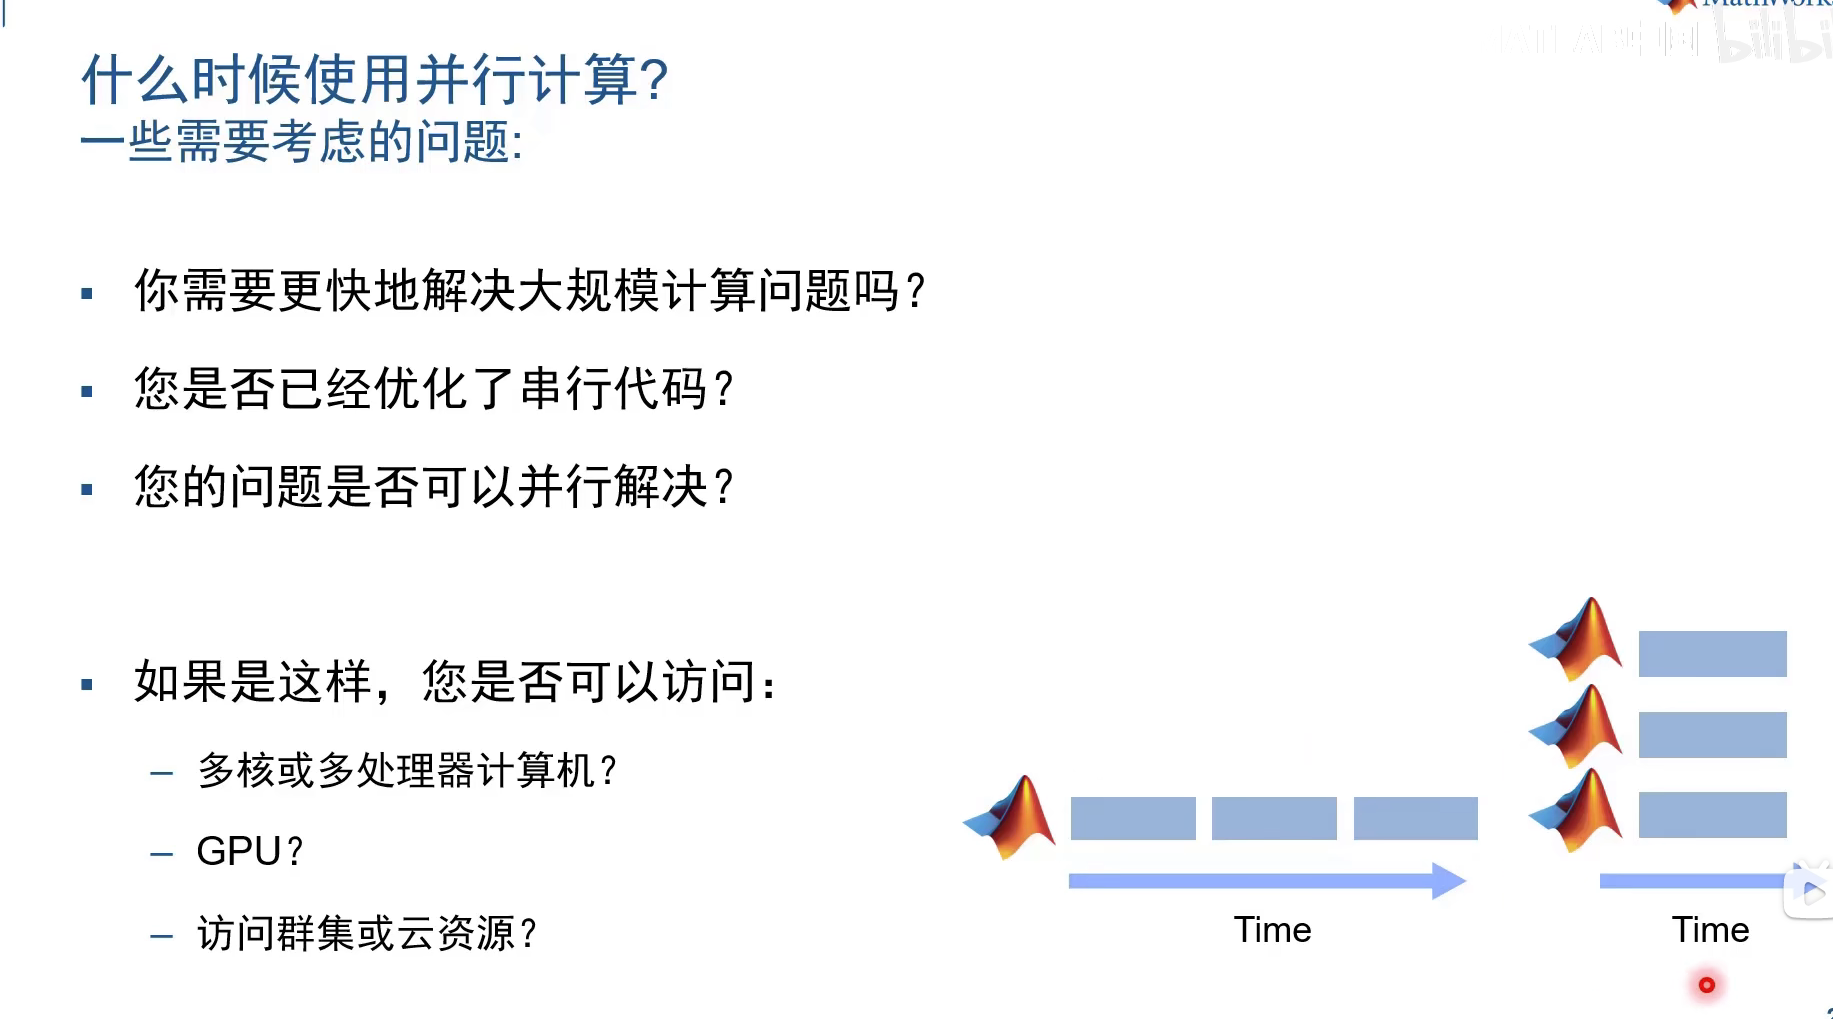 什么时候使用并行计算?
一些需要考虑的问题:
▪ 你需要更快地解决大规模计算问题吗？
▪ 您是否已经优化了串行代码？
▪ 您的问题是否可以并行解决？
▪ 如果是这样，您是否可以访问：
– 多核或多处理器计算机？
– GPU？
– 访问群集或云资源？
Time
Time